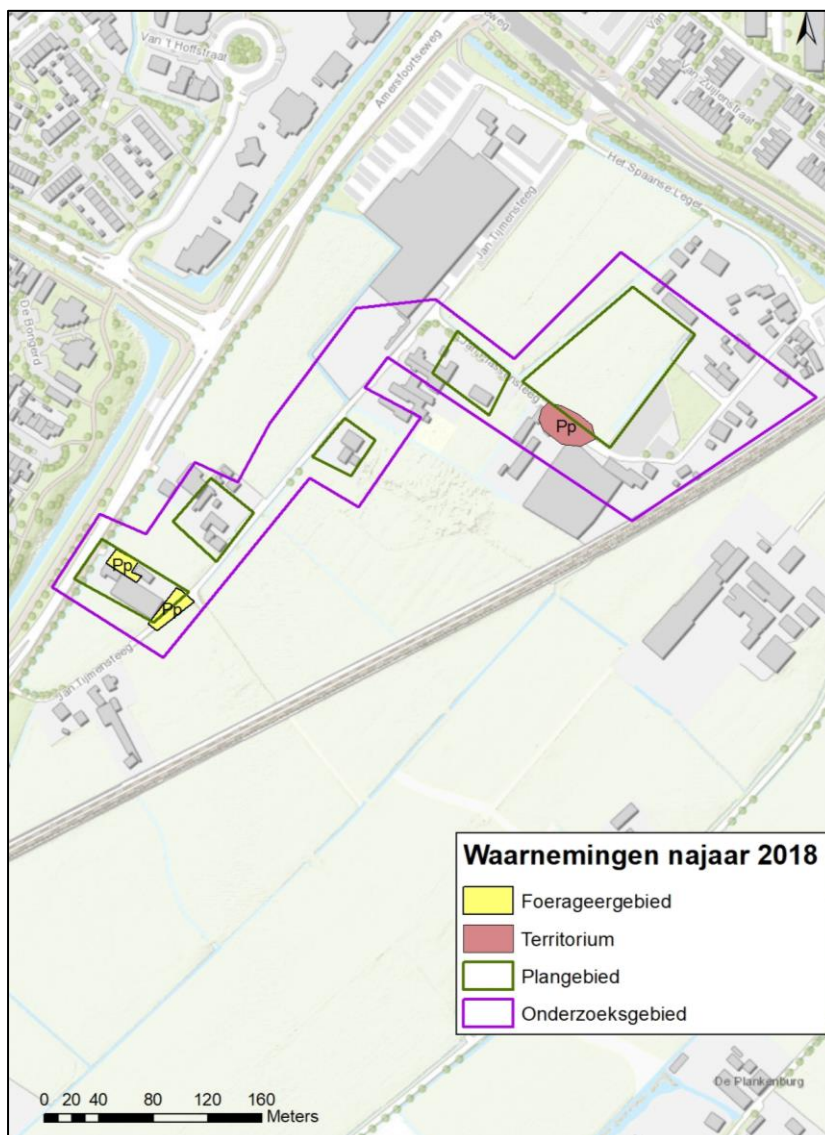 Van 't Hoffstraat
Amersfoortseweg
Van Zuijlenstraat
Het Spaanse Leger
Jan Tijmensteeg
De Bongerd
Pp
Pp
Pp
Jan Tijmensteeg
Waarnemingen najaar 2018
Foerageergebied
Territorium
Plangebied
Onderzoeksgebied
De Plankenburg
0 20 40 80 120 160
Meters